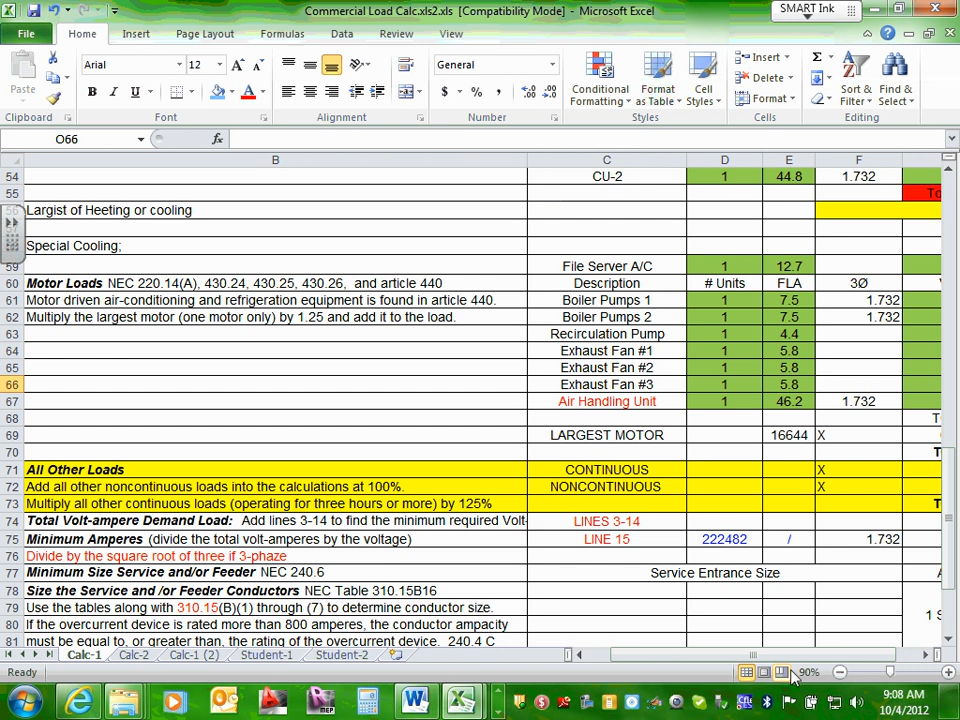 Commercial Load Calc.xls2.xls [Compatibility Mode] - Microsoft Excel
SMART Ink
File Home Insert Page Layout Formulas Data Review View
Paste
Arial 12
General
Conditional Formatting
Format as Table
Cell Styles
Insert
Delete
Format
Sort & Filter
Find & Select
Clipboard Font Alignment Number Styles Cells Editing
O66 fx
B C D E F
54 CU-2 1 44.8 1.732
55 To
Largist of Heeting or cooling
Special Cooling;
59 File Server A/C 1 12.7
60 Motor Loads NEC 220.14(A), 430.24, 430.25, 430.26, and article 440 Description # Units FLA 3Ø
61 Motor driven air-conditioning and refrigeration equipment is found in article 440. Boiler Pumps 1 1 7.5 1.732
62 Multiply the largest motor (one motor only) by 1.25 and add it to the load. Boiler Pumps 2 1 7.5 1.732
63 Recirculation Pump 1 4.4
64 Exhaust Fan #1 1 5.8
65 Exhaust Fan #2 1 5.8
66 Exhaust Fan #3 1 5.8
67 Air Handling Unit 1 46.2 1.732
68
69 LARGEST MOTOR 16644 X
70
71 All Other Loads CONTINUOUS X
72 Add all other noncontinuous loads into the calculations at 100%. NONCONTINUOUS X
73 Multiply all other continuous loads (operating for three hours or more) by 125%
74 Total Volt-ampere Demand Load: Add lines 3-14 to find the minimum required Volt- LINES 3-14
75 Minimum Amperes (divide the total volt-amperes by the voltage) LINE 15 222482 / 1.732
76 Divide by the square root of three if 3-phaze
77 Minimum Size Service and/or Feeder NEC 240.6 Service Entrance Size
78 Size the Service and /or Feeder Conductors NEC Table 310.15B16
79 Use the tables along with 310.15(B)(1) through (7) to determine conductor size. 1 S
80 If the overcurrent device is rated more than 800 amperes, the conductor ampacity
81 must be equal to, or greater than, the rating of the overcurrent device. 240.4 C
Calc-1 Calc-2 Calc-1 (2) Student-1 Student-2
Ready 90%
9:08 AM
10/4/2012